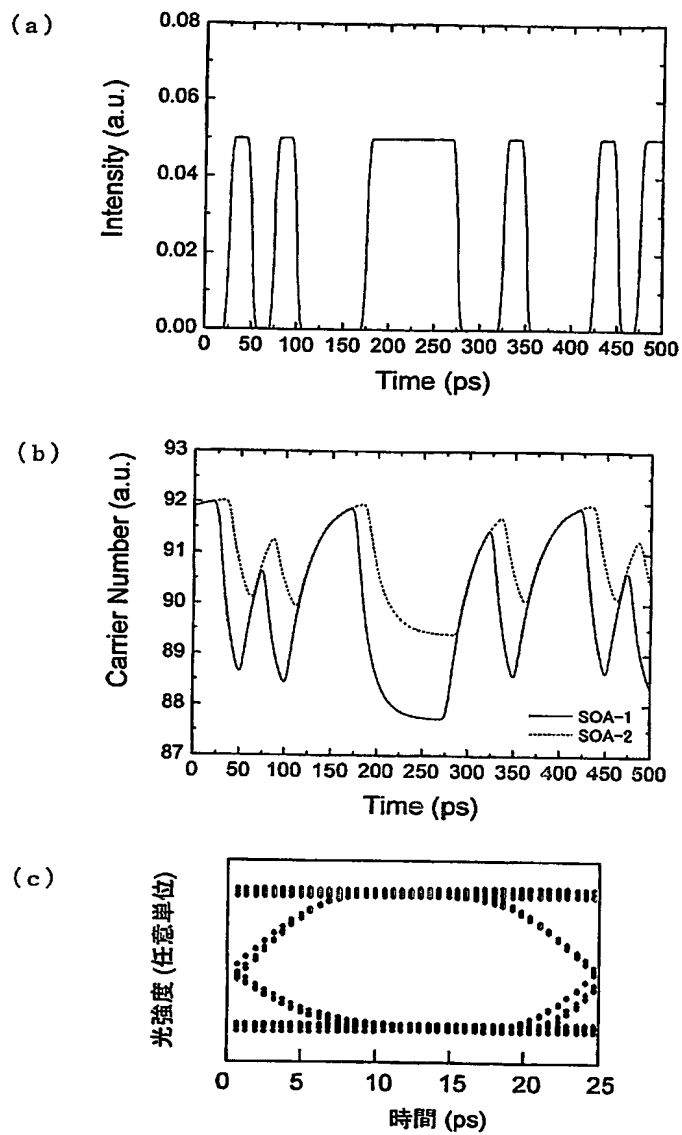 (a)
Intensity (a.u.)
0.08
0.06
0.04
0.02
0.00
0 50 100 150 200 250 300 350 400 450 500
Time (ps)
(b)
Carrier Number (a.u.)
93
92
91
90
89
88
87
SOA-1
SOA-2
0 50 100 150 200 250 300 350 400 450 500
Time (ps)
(c)
光強度 (任意単位)
0 5 10 15 20 25
時間 (ps)